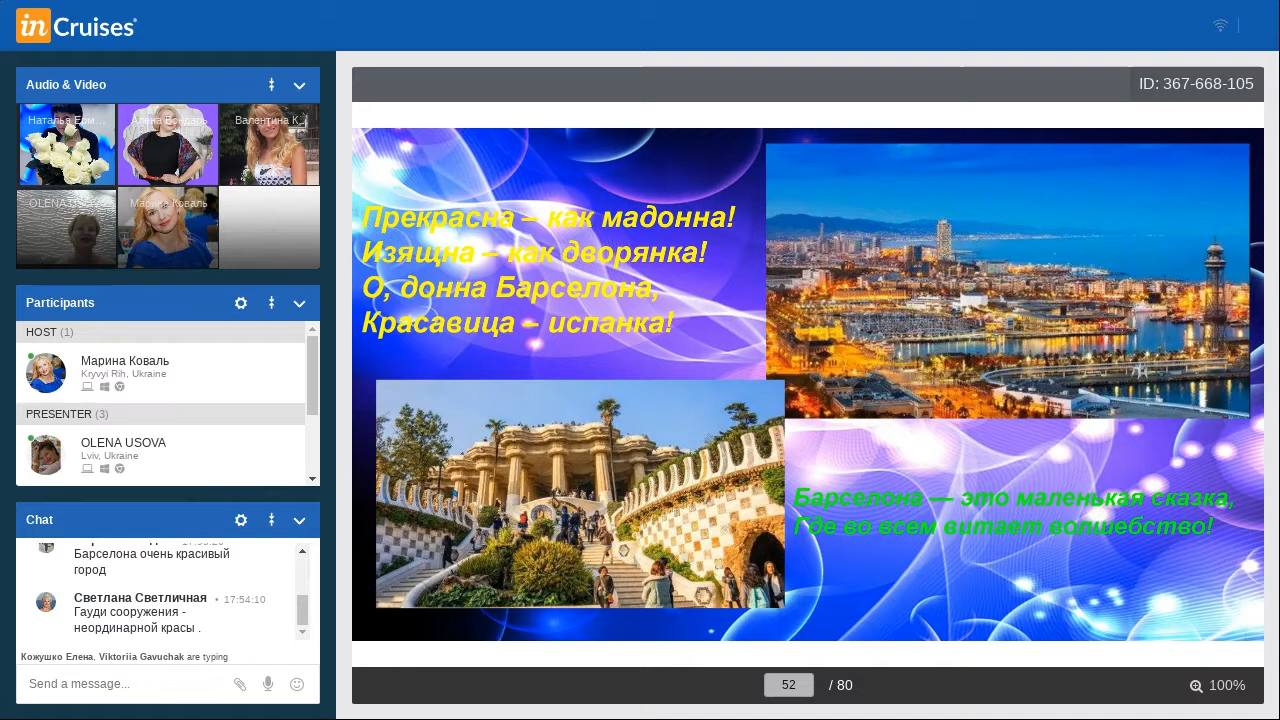 in Cruises®
Audio & Video
ID: 367-668-105
Наталья Ерм...
Алена Бондарь
Валентина К...
OLENA USOVA
Марина Коваль
Participants
HOST (1)
Марина Коваль
Kryvyi Rih, Ukraine
PRESENTER (3)
OLENA USOVA
Lviv, Ukraine
Chat
Барселона очень красивый
город
Светлана Светличная • 17:54:10
Гауди сооружения -
неординарной красы .
Кожушко Елена, Viktoriia Gavuchak are typing
Send a message...
Прекрасна – как мадонна!
Изящна – как дворянка!
О, донна Барселона,
Красавица – испанка!
Барселона — это маленькая сказка,
Где во всем витает волшебство!
52 / 80
100%